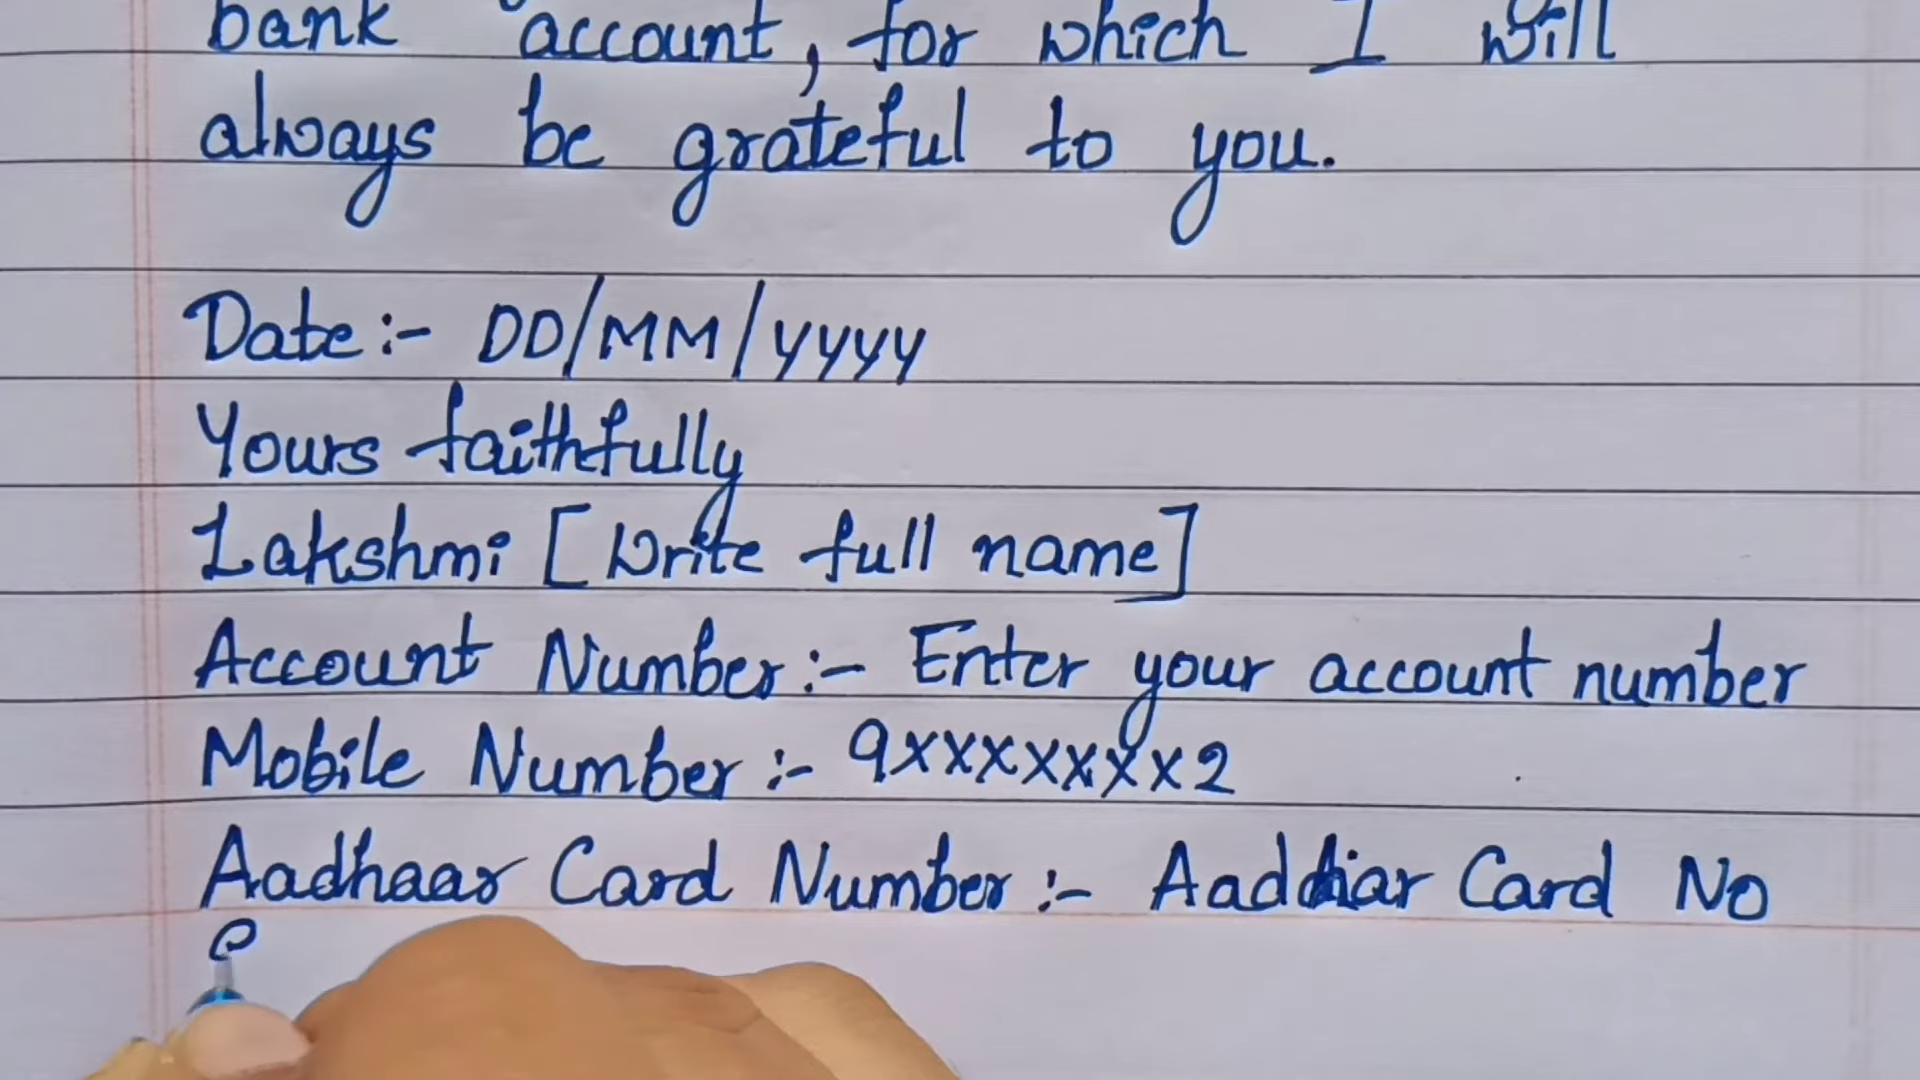 bank account, for which I will
always be grateful to you.
Date:- DD/MM/YYYY
Yours faithfully
Lakshmi [Write full name]
Account Number:- Enter your account number
Mobile Number:- 9xxxxxxxx2
Aadhaar Card Number:- Aadhar Card No